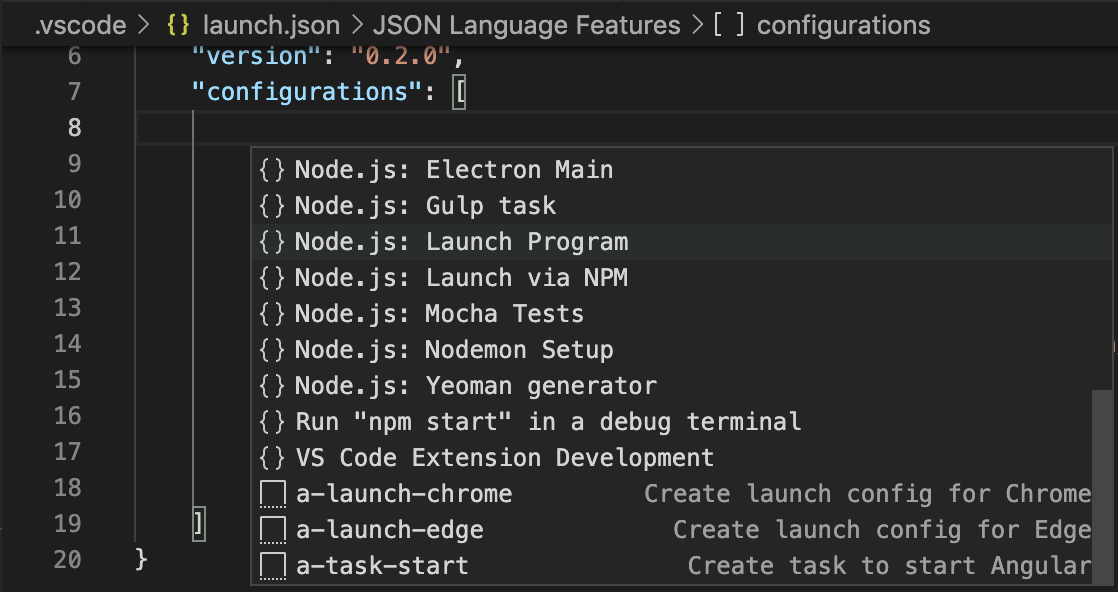 .vscode > {} launch.json > JSON Language Features > [ ] configurations
6 "version": "0.2.0",
7 "configurations": [
8
9 {} Node.js: Electron Main
10 {} Node.js: Gulp task
11 {} Node.js: Launch Program
12 {} Node.js: Launch via NPM
13 {} Node.js: Mocha Tests
14 {} Node.js: Nodemon Setup
15 {} Node.js: Yeoman generator
16 {} Run "npm start" in a debug terminal
17 {} VS Code Extension Development
18 a-launch-chrome Create launch config for Chrome
19 ] a-launch-edge Create launch config for Edge
20 } a-task-start Create task to start Angular